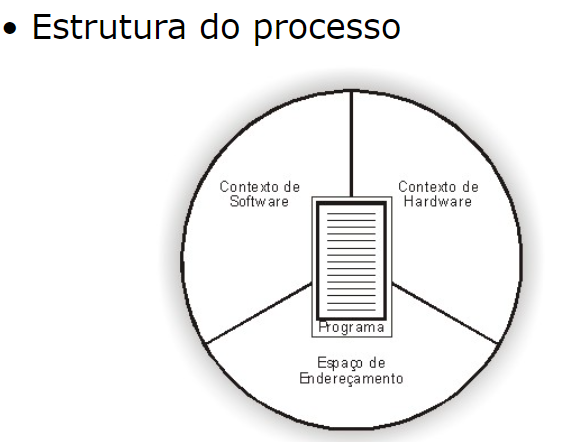 • Estrutura do processo
Contexto de
Software
Contexto de
Hardware
Programa
Espaço de
Endereçamento